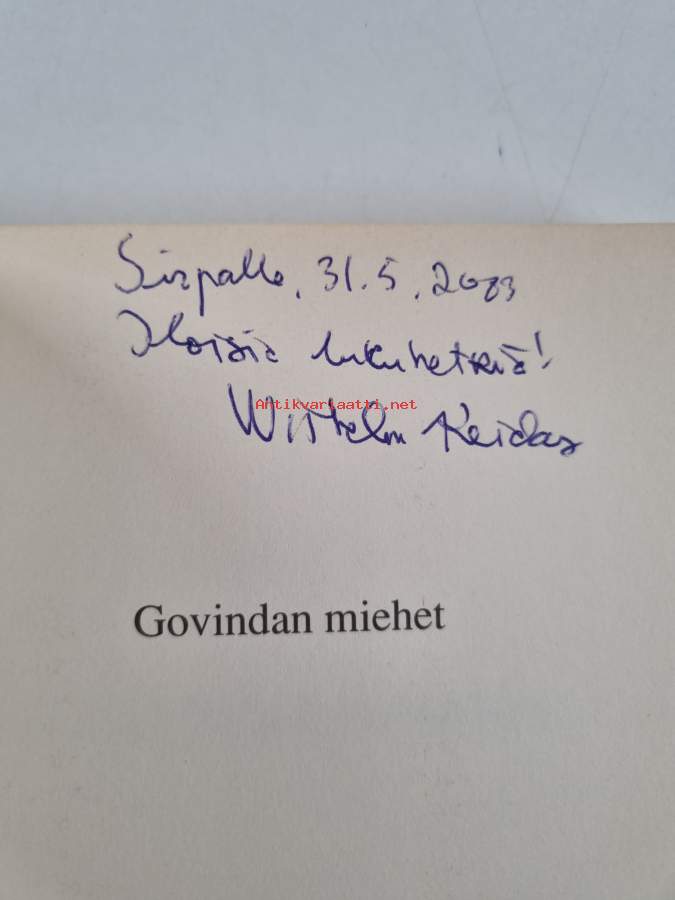 Sirpalle, 31.5.2003
Iloisia lukuhetkiä!
Antikvariaatti.net
Wilhelm Keidas
Govindan miehet